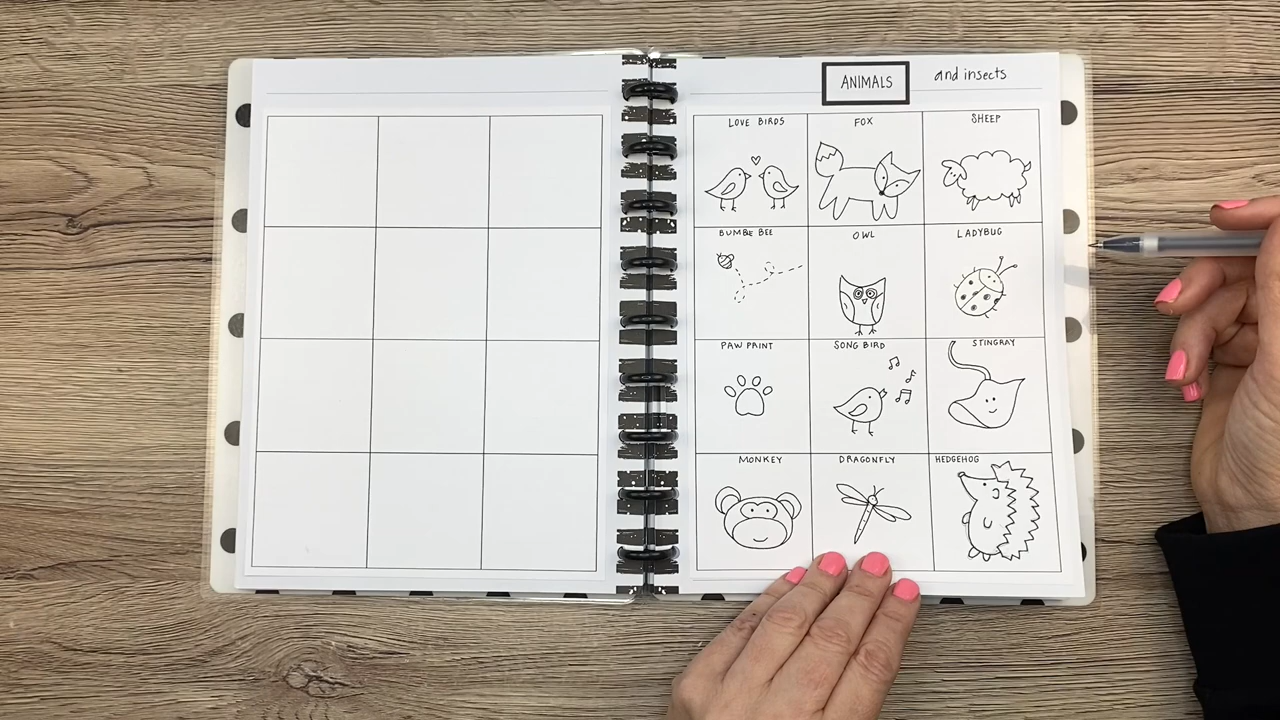 ANIMALS and insects
LOVE BIRDS FOX SHEEP
BUMBLE BEE OWL LADYBUG
PAW PRINT SONG BIRD STINGRAY
MONKEY DRAGONFLY HEDGEHOG